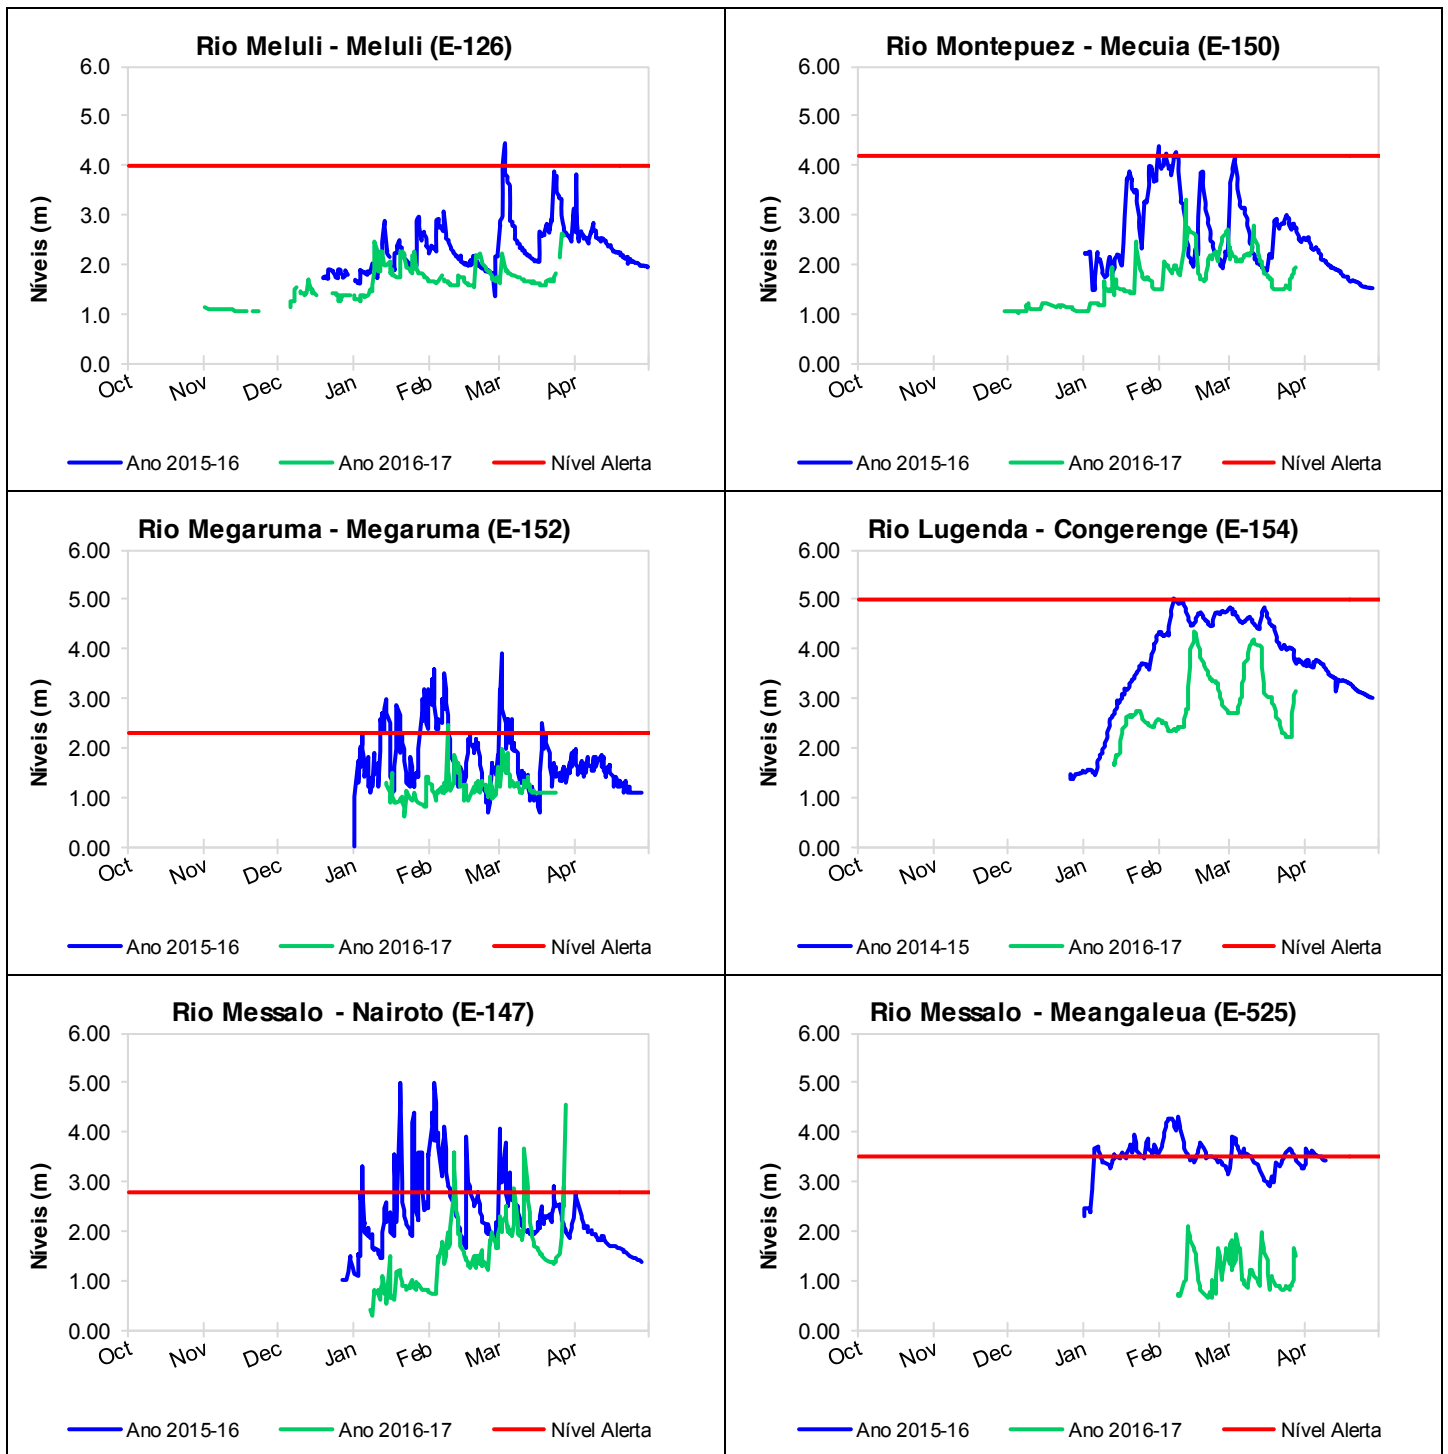 Rio Meluli - Meluli (E-126)
6.0
5.0
4.0
3.0
2.0
1.0
0.0
Níveis (m)
Oct Nov Dec Jan Feb Mar Apr
Ano 2015-16 Ano 2016-17 Nível Alerta
Rio Montepuez - Mecuia (E-150)
6.00
5.00
4.00
3.00
2.00
1.00
0.00
Níveis (m)
Oct Nov Dec Jan Feb Mar Apr
Ano 2015-16 Ano 2016-17 Nível Alerta
Rio Megaruma - Megaruma (E-152)
6.00
5.00
4.00
3.00
2.00
1.00
0.00
Níveis (m)
Oct Nov Dec Jan Feb Mar Apr
Ano 2015-16 Ano 2016-17 Nível Alerta
Rio Lugenda - Congerenge (E-154)
6.00
5.00
4.00
3.00
2.00
1.00
0.00
Níveis (m)
Oct Nov Dec Jan Feb Mar Apr
Ano 2014-15 Ano 2016-17 Nível Alerta
Rio Messalo - Nairoto (E-147)
6.00
5.00
4.00
3.00
2.00
1.00
0.00
Níveis (m)
Oct Nov Dec Jan Feb Mar Apr
Ano 2015-16 Ano 2016-17 Nível Alerta
Rio Messalo - Meangaleua (E-525)
6.00
5.00
4.00
3.00
2.00
1.00
0.00
Níveis (m)
Oct Nov Dec Jan Feb Mar Apr
Ano 2015-16 Ano 2016-17 Nível Alerta